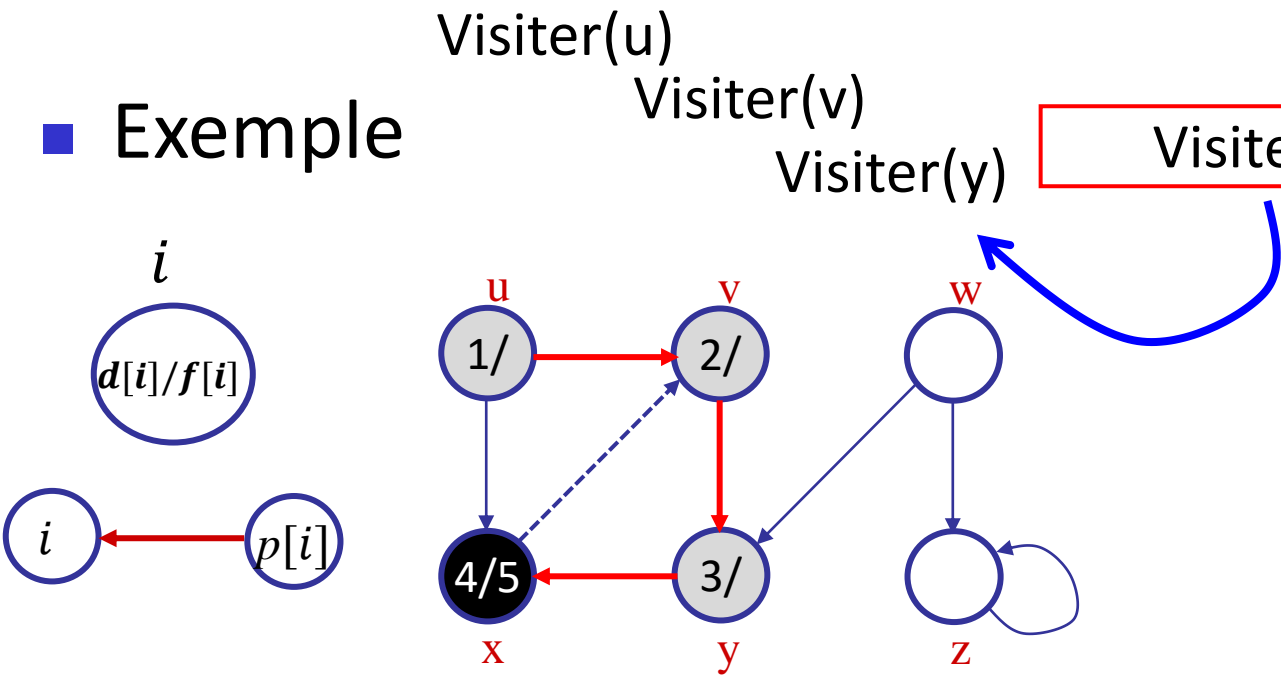 Visiter(u)
Visiter(v)
Exemple
Visiter(y)
i
d[i]/f[i]
i
p[i]
u
v
w
1/
2/
4/5
3/
x
y
z